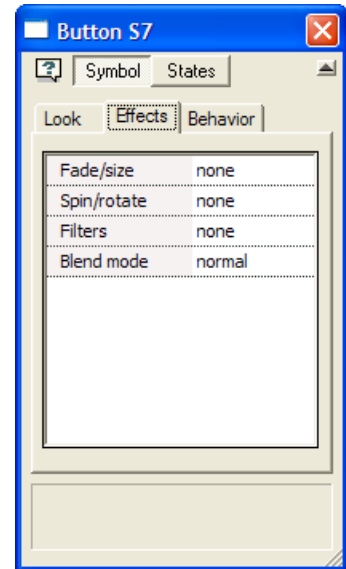 Button S7
Symbol States
Look Effects Behavior
Fade/size none
Spin/rotate none
Filters none
Blend mode normal